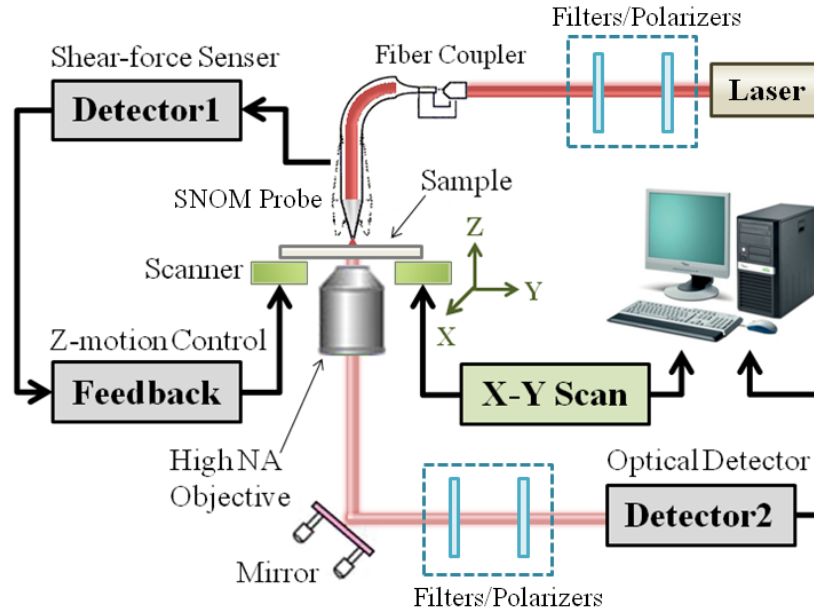 Filters/Polarizers
Shear-force Senser
Fiber Coupler
Detector1
Laser
SNOM Probe
Sample
Scanner
Z
Y
X
Z-motion Control
Feedback
X-Y Scan
High NA
Objective
Optical Detector
Detector2
Mirror
Filters/Polarizers